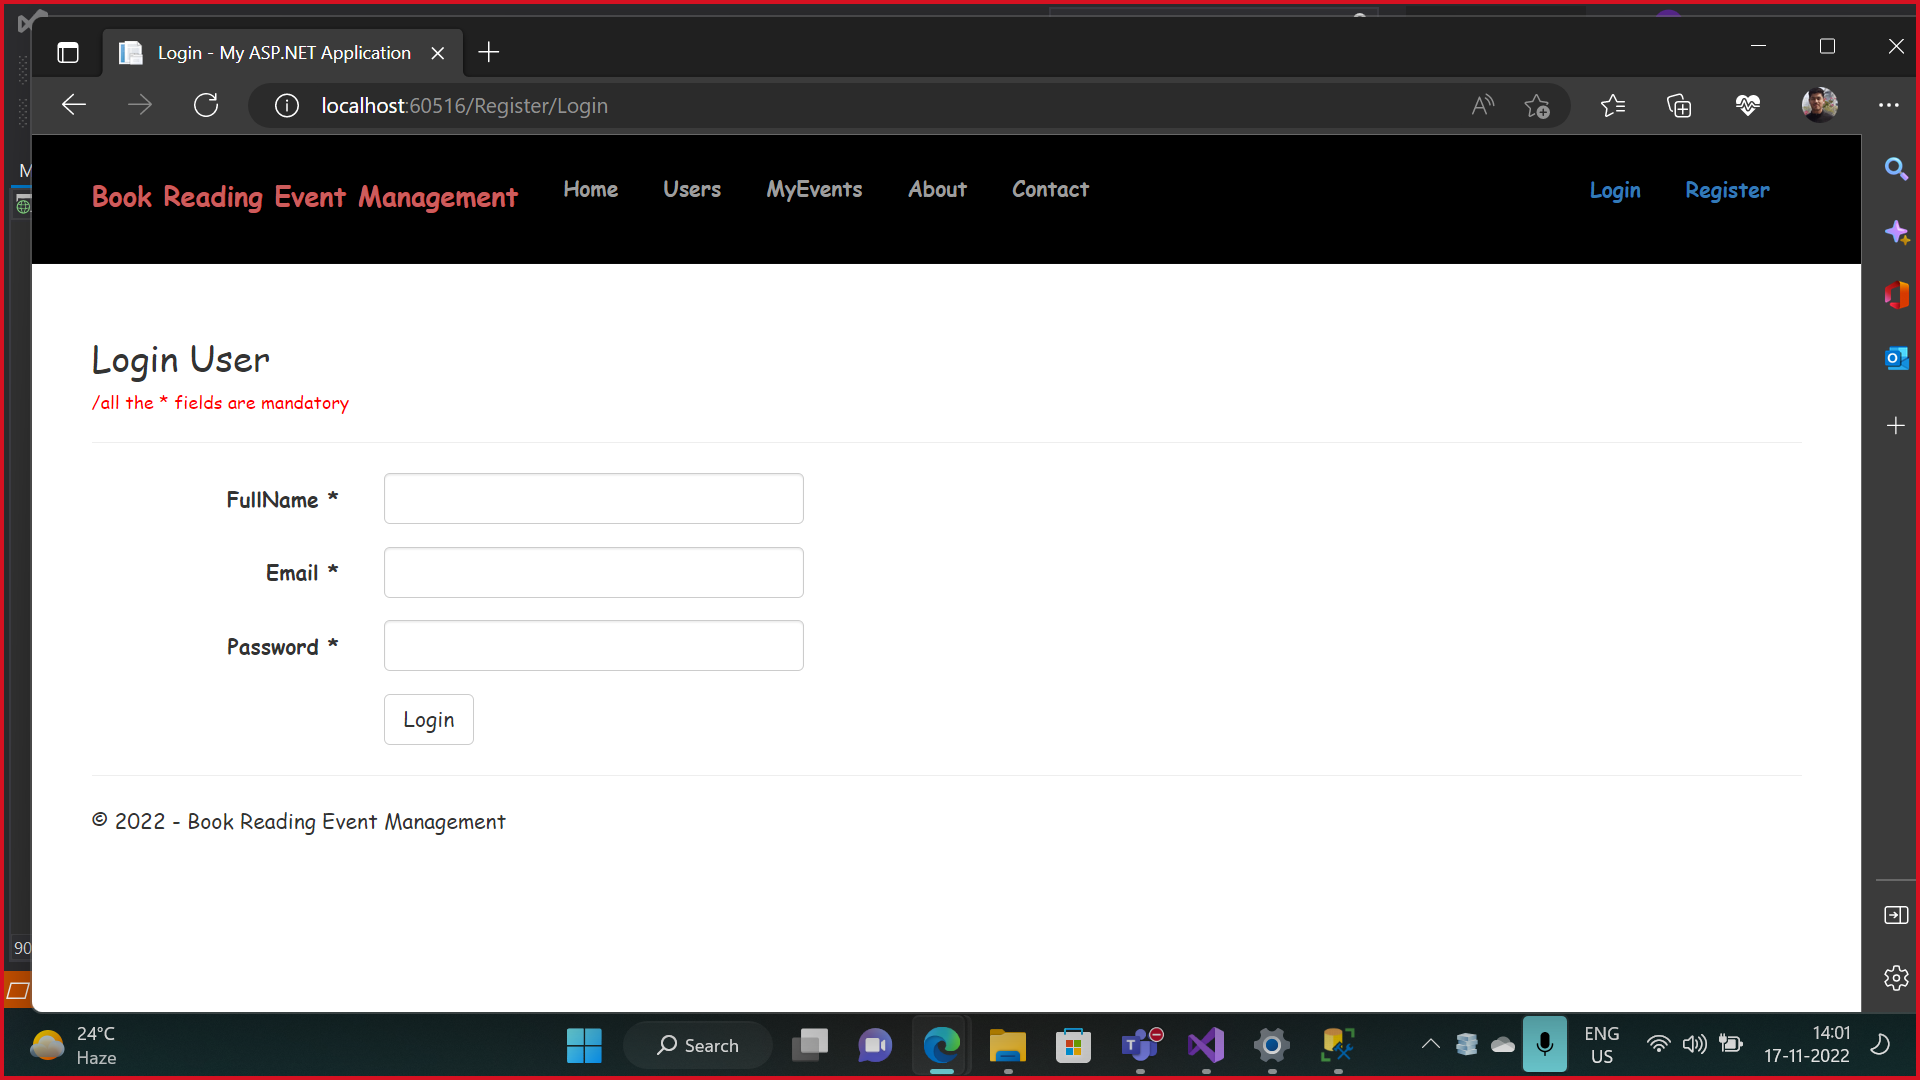 Login - My ASP.NET Application
localhost:60516/Register/Login
M
Book Reading Event Management
Home
Users
MyEvents
About
Contact
Login
Register
Login User
/all the * fields are mandatory
FullName *
Email *
Password *
Login
© 2022 - Book Reading Event Management
90
24°C
Haze
Search
ENG
US
14:01
17-11-2022